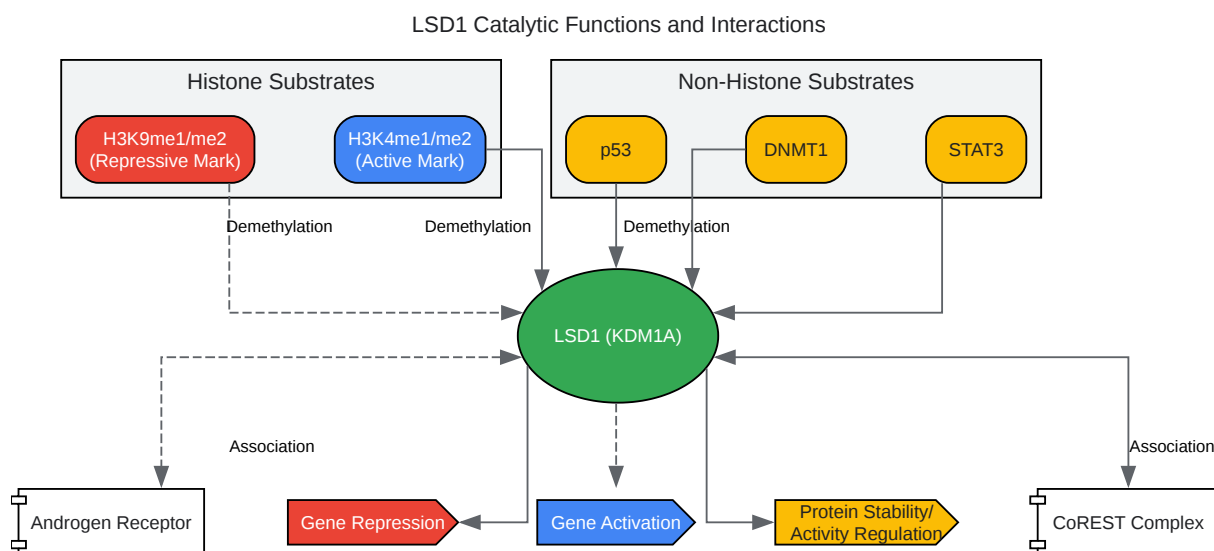 LSD1 Catalytic Functions and Interactions
Histone Substrates
Non-Histone Substrates
H3K9me1/me2
(Repressive Mark)
H3K4me1/me2
(Active Mark)
p53
DNMT1
STAT3
Demethylation
Demethylation
Demethylation
LSD1 (KDM1A)
Association
Association
Androgen Receptor
Gene Repression
Gene Activation
Protein Stability/
Activity Regulation
CoREST Complex